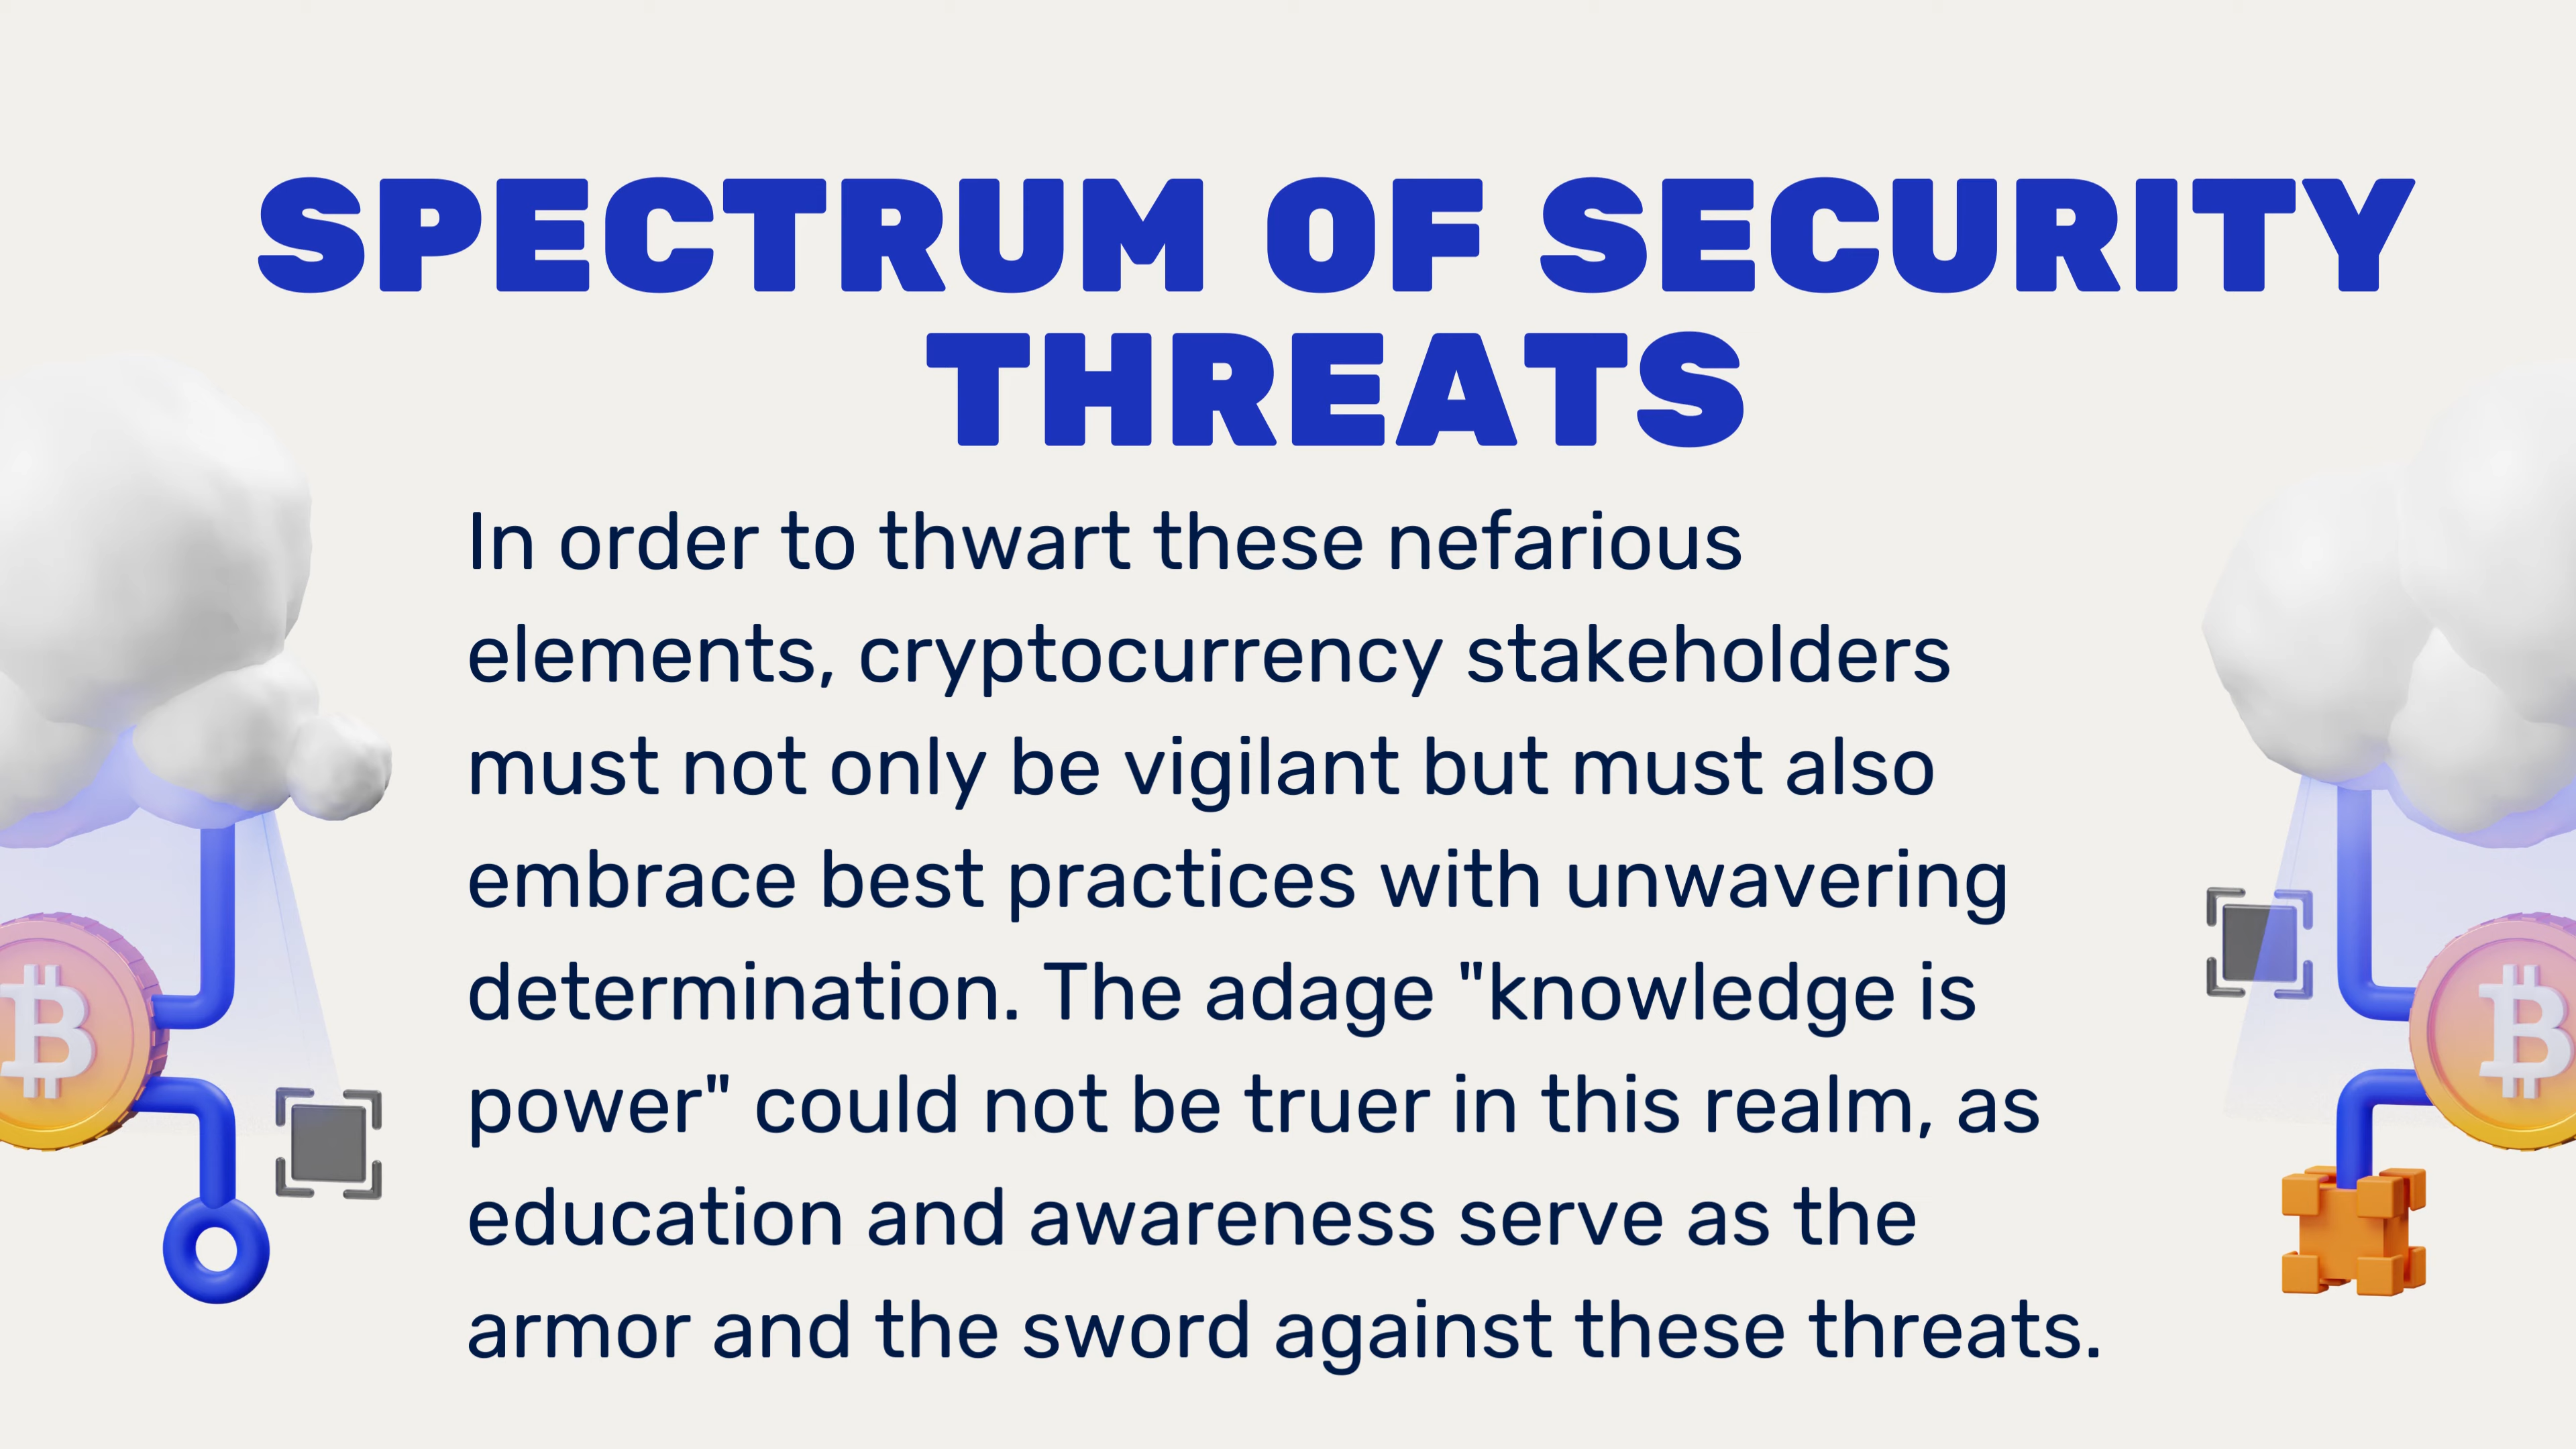 SPECTRUM OF SECURITY
THREATS
In order to thwart these nefarious
elements, cryptocurrency stakeholders
must not only be vigilant but must also
embrace best practices with unwavering
determination. The adage "knowledge is
power" could not be truer in this realm, as
education and awareness serve as the
armor and the sword against these threats.